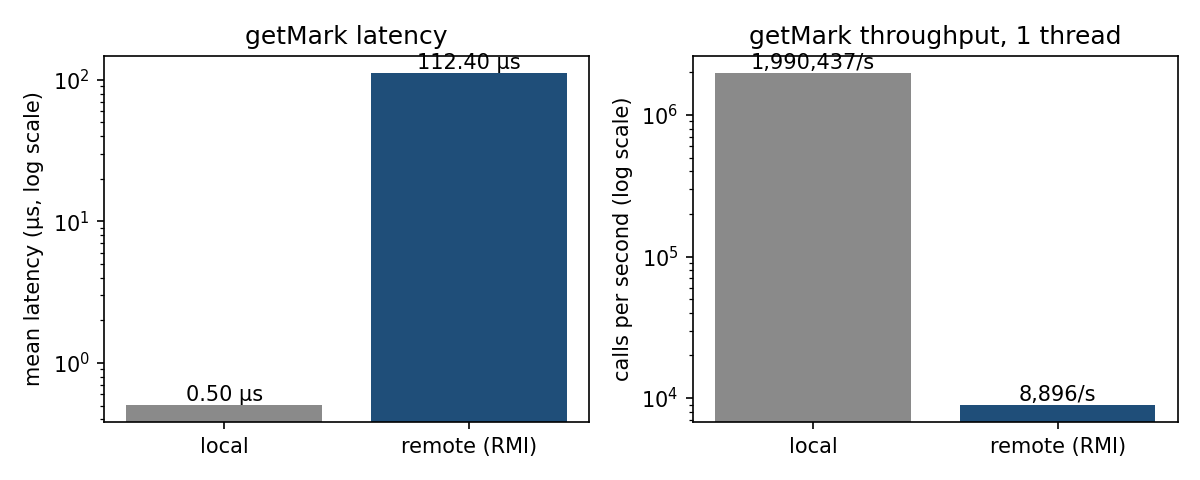 getMark latency
mean latency (µs, log scale)
10²
10¹
10⁰
112.40 µs
0.50 µs
local
remote (RMI)
getMark throughput, 1 thread
calls per second (log scale)
10⁶
10⁵
10⁴
1,990,437/s
8,896/s
local
remote (RMI)